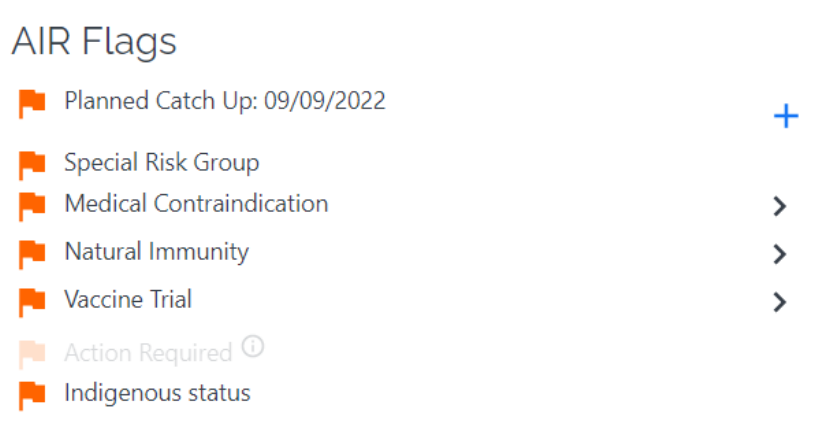 AIR Flags
Planned Catch Up: 09/09/2022
Special Risk Group
Medical Contraindication
Natural Immunity
Vaccine Trial
Action Required
Indigenous status